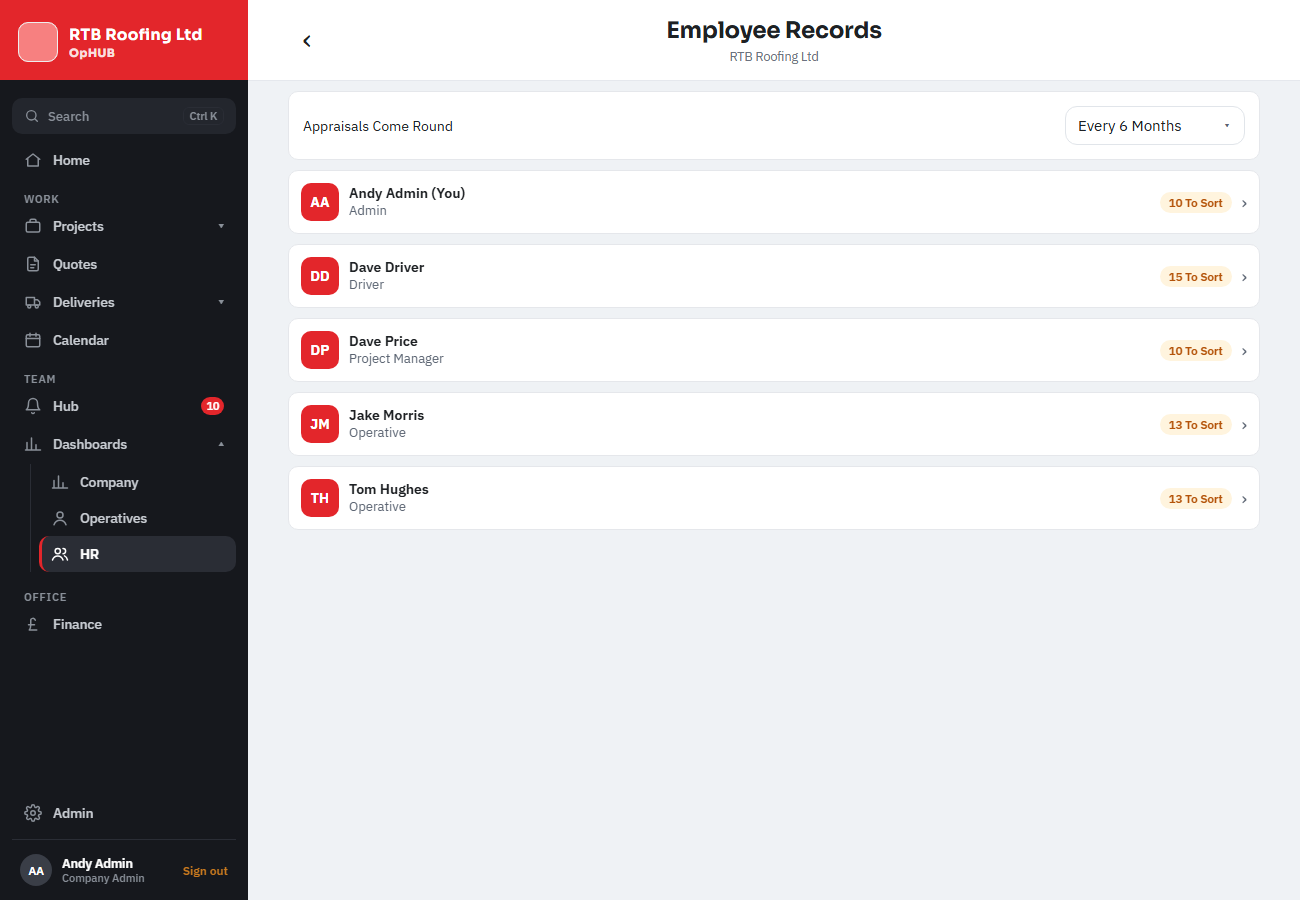 RTB Roofing Ltd
OpHUB
Search
Ctrl K
Home
WORK
Projects
Quotes
Deliveries
Calendar
TEAM
Hub
10
Dashboards
Company
Operatives
HR
OFFICE
£ Finance
Admin
AA
Andy Admin
Company Admin
Sign out
Employee Records
RTB Roofing Ltd
Appraisals Come Round
Every 6 Months
AA
Andy Admin (You)
Admin
10 To Sort
DD
Dave Driver
Driver
15 To Sort
DP
Dave Price
Project Manager
10 To Sort
JM
Jake Morris
Operative
13 To Sort
TH
Tom Hughes
Operative
13 To Sort